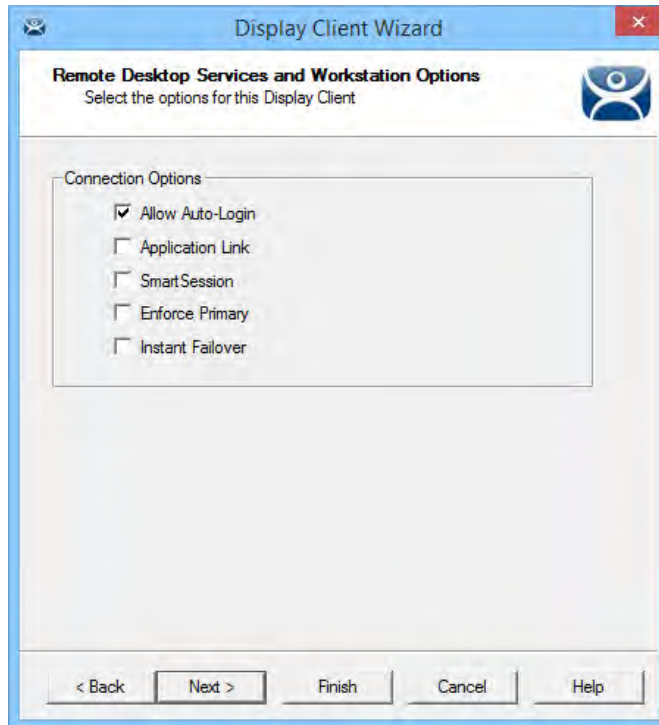 Display Client Wizard
Remote Desktop Services and Workstation Options
Select the options for this Display Client
Connection Options
Allow Auto-Login
Application Link
SmartSession
Enforce Primary
Instant Failover
< Back Next > Finish Cancel Help